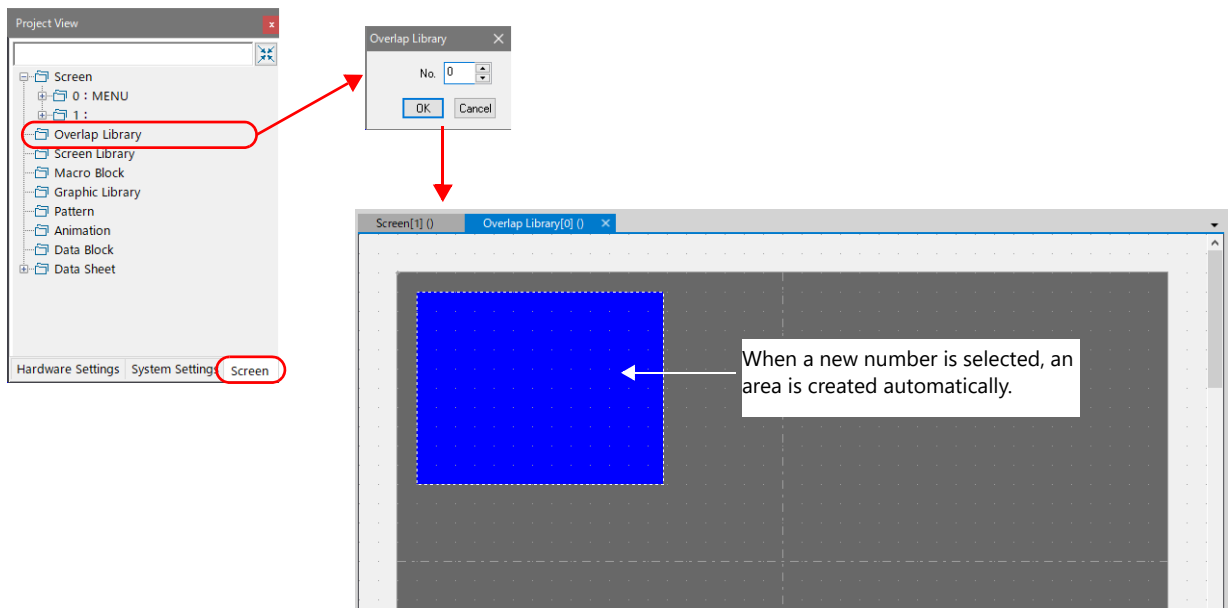 Project View
x
Screen
0 : MENU
1 :
Overlap Library
Screen Library
Macro Block
Graphic Library
Pattern
Animation
Data Block
Data Sheet
Hardware Settings System Settings Screen
Overlap Library
No. 0
OK Cancel
Screen[1] () Overlap Library[0] ()
When a new number is selected, an
area is created automatically.